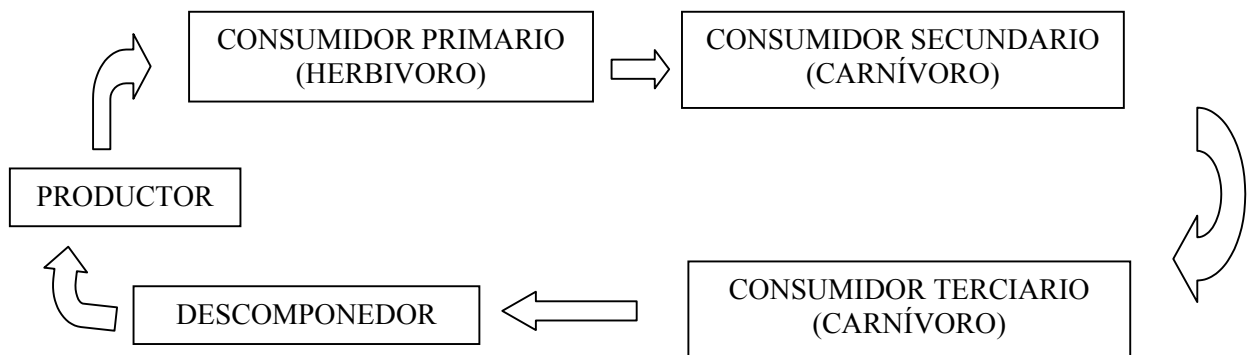 CONSUMIDOR PRIMARIO
(HERBIVORO)
CONSUMIDOR SECUNDARIO
(CARNÍVORO)
PRODUCTOR
CONSUMIDOR TERCIARIO
(CARNÍVORO)
DESCOMPONEDOR